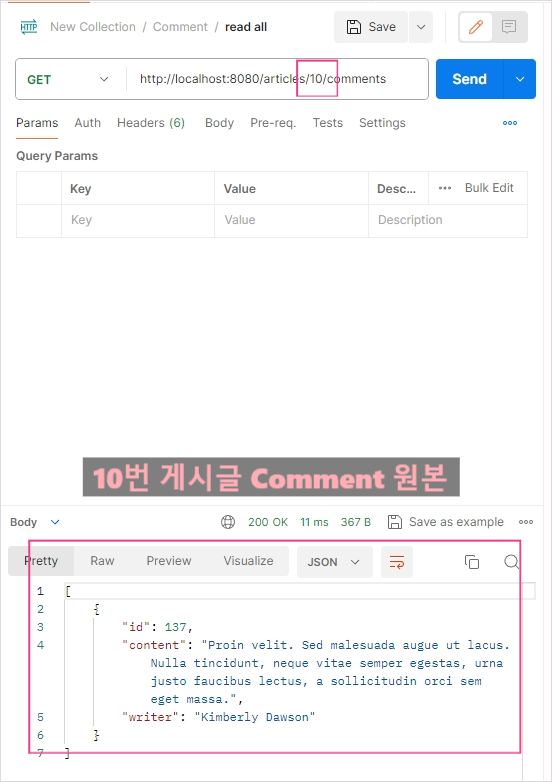 HTTP New Collection / Comment / read all Save
GET http://localhost:8080/articles/10/comments Send
Params Auth Headers (6) Body Pre-req. Tests Settings
Query Params
Key Value Desc... Bulk Edit
Key Value Description
10번 게시글 Comment 원본
Body 200 OK 11 ms 367 B Save as example
Pretty Raw Preview Visualize JSON
1 [
2 {
3 "id": 137,
4 "content": "Proin velit. Sed malesuada augue ut lacus.
Nulla tincidunt, neque vitae semper egestas, urna
justo faucibus lectus, a sollicitudin orci sem
eget massa.",
5 "writer": "Kimberly Dawson"
6 }
7 ]